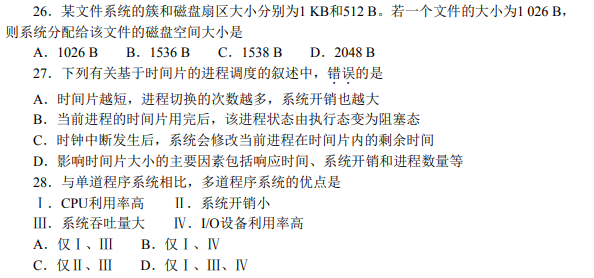 26．某文件系统的簇和磁盘扇区大小分别为1 KB和512 B。若一个文件的大小为1 026 B，
则系统分配给该文件的磁盘空间大小是
A．1026 B B．1536 B C．1538 B D．2048 B
27．下列有关基于时间片的进程调度的叙述中，错误的是
A．时间片越短，进程切换的次数越多，系统开销也越大
B．当前进程的时间片用完后，该进程状态由执行态变为阻塞态
C．时钟中断发生后，系统会修改当前进程在时间片内的剩余时间
D．影响时间片大小的主要因素包括响应时间、系统开销和进程数量等
28．与单道程序系统相比，多道程序系统的优点是
Ⅰ．CPU利用率高 Ⅱ．系统开销小
Ⅲ．系统吞吐量大 Ⅳ．I/O设备利用率高
A．仅Ⅰ、Ⅲ B．仅Ⅰ、Ⅳ
C．仅Ⅱ、Ⅲ D．仅Ⅰ、Ⅲ、Ⅳ